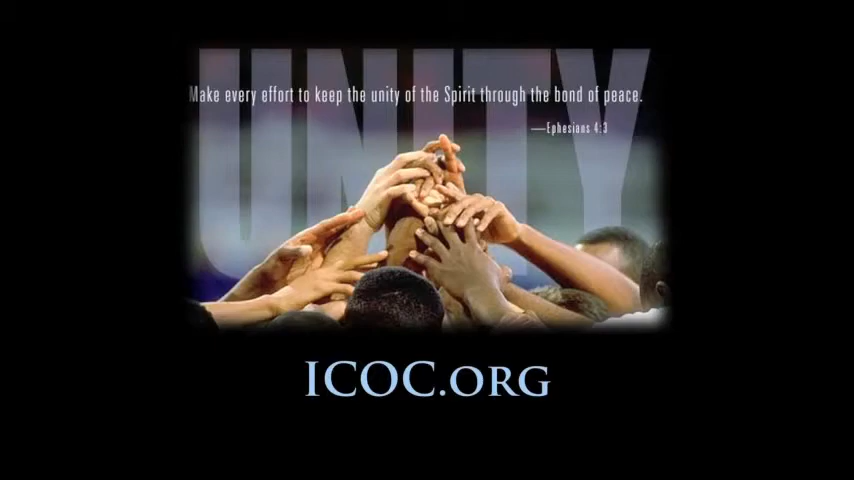 UNITY
Make every effort to keep the unity of the Spirit through the bond of peace.
—Ephesians 4:3
ICOC.ORG